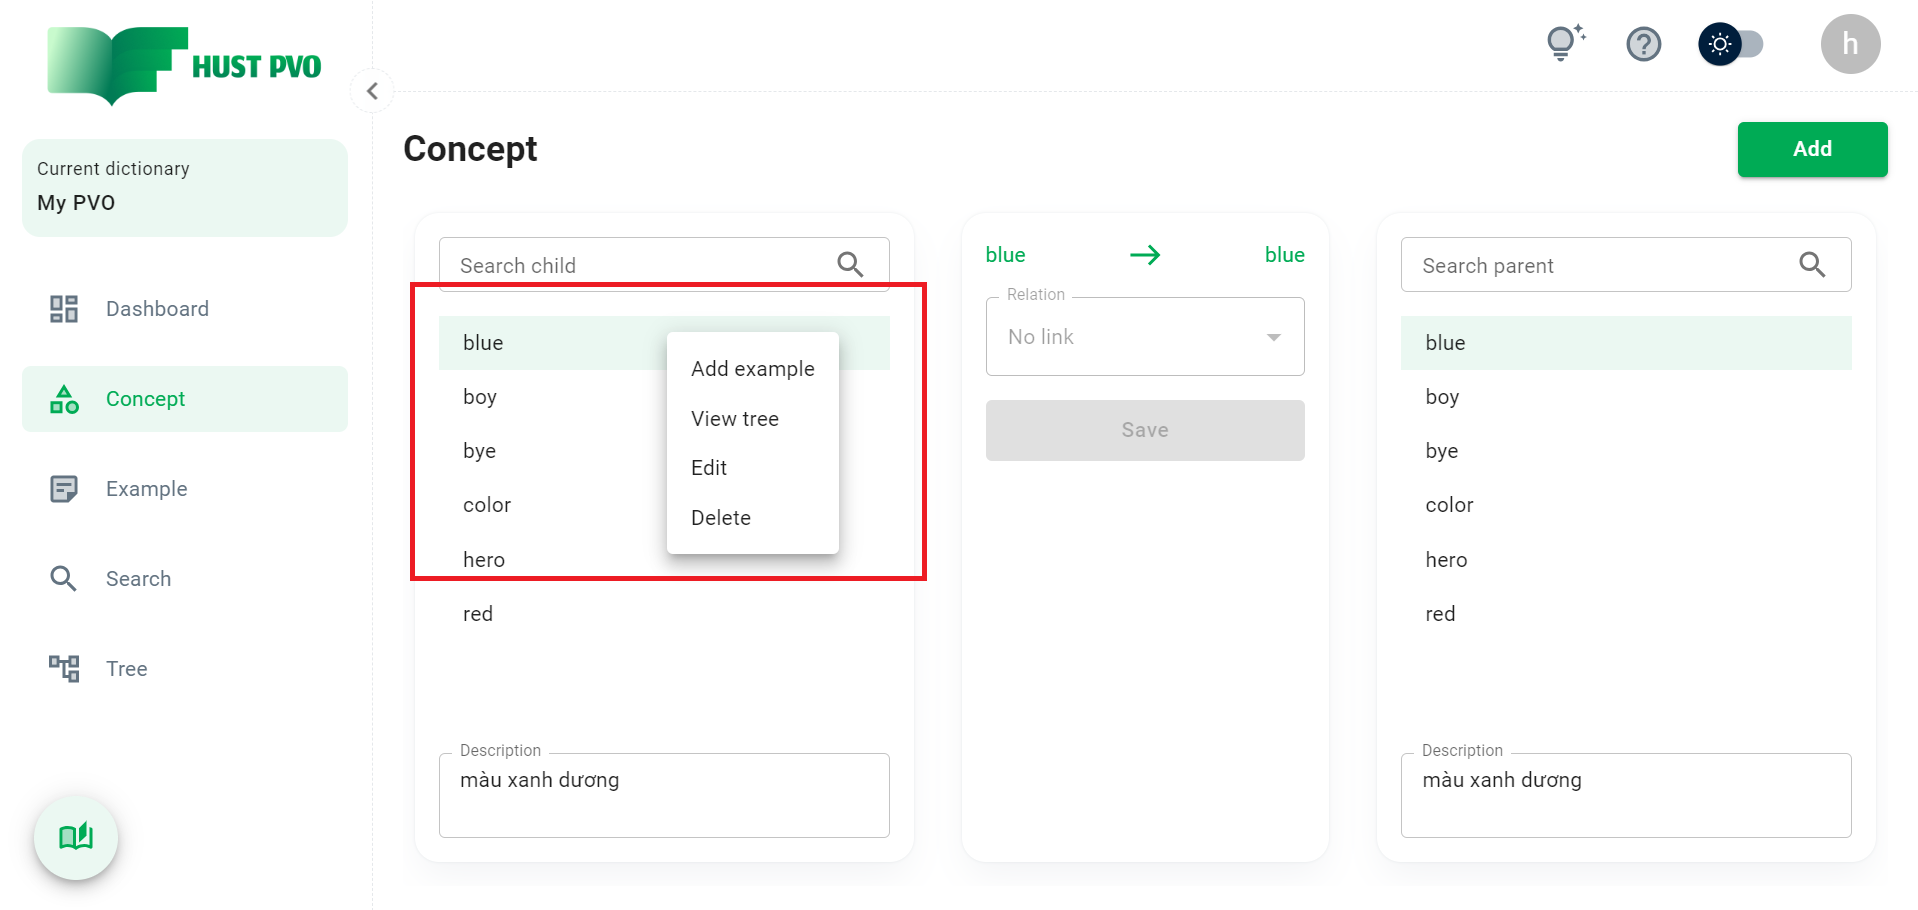 HUST PVO
Current dictionary
My PVO
Dashboard
Concept
Example
Search
Tree
h
Concept
Add
Search child
blue
boy
bye
color
hero
red
Add example
View tree
Edit
Delete
Description
màu xanh dương
blue
blue
Relation
No link
Save
Search parent
blue
boy
bye
color
hero
red
Description
màu xanh dương